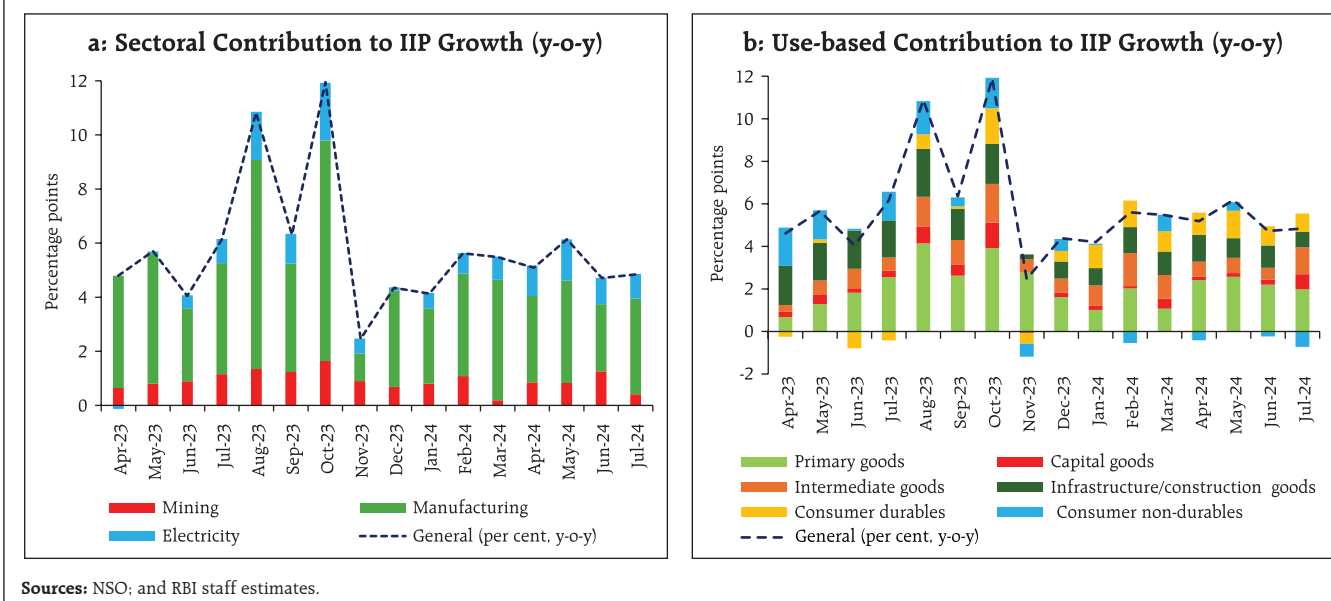 a: Sectoral Contribution to IIP Growth (y-o-y)
Percentage points
12
10
8
6
4
2
0
Apr-23
May-23
Jun-23
Jul-23
Aug-23
Sep-23
Oct-23
Nov-23
Dec-23
Jan-24
Feb-24
Mar-24
Apr-24
May-24
Jun-24
Jul-24
Mining
Manufacturing
Electricity
General (per cent, y-o-y)
b: Use-based Contribution to IIP Growth (y-o-y)
Percentage points
12
10
8
6
4
2
0
-2
Apr-23
May-23
Jun-23
Jul-23
Aug-23
Sep-23
Oct-23
Nov-23
Dec-23
Jan-24
Feb-24
Mar-24
Apr-24
May-24
Jun-24
Jul-24
Primary goods
Capital goods
Intermediate goods
Infrastructure/construction goods
Consumer durables
Consumer non-durables
General (per cent, y-o-y)
Sources: NSO; and RBI staff estimates.